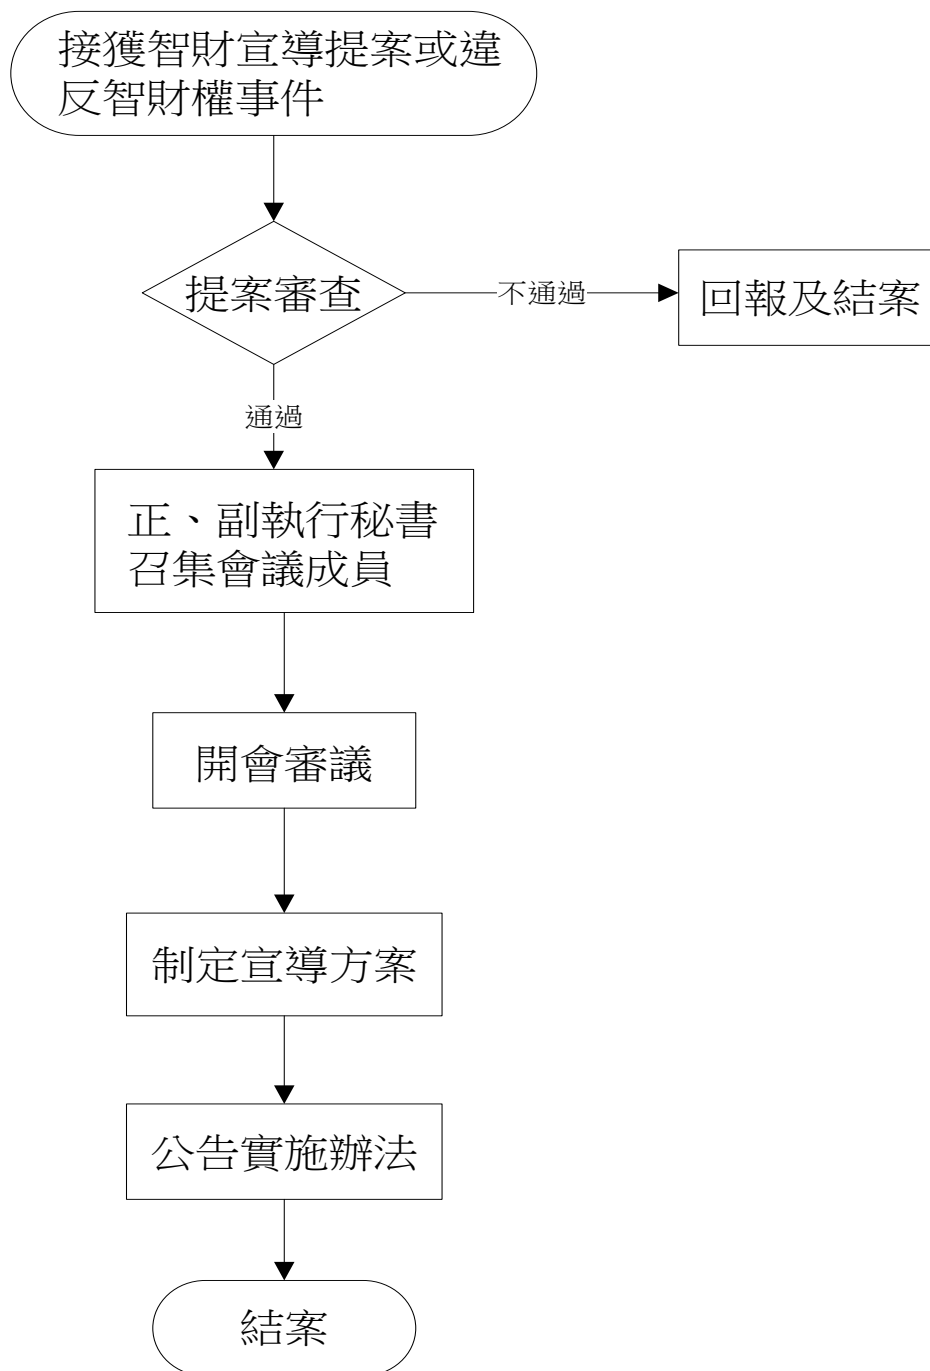 接獲智財宣導提案或違
反智財權事件
提案審查
不通過
回報及結案
通過
正、副執行秘書
召集會議成員
開會審議
制定宣導方案
公告實施辦法
結案